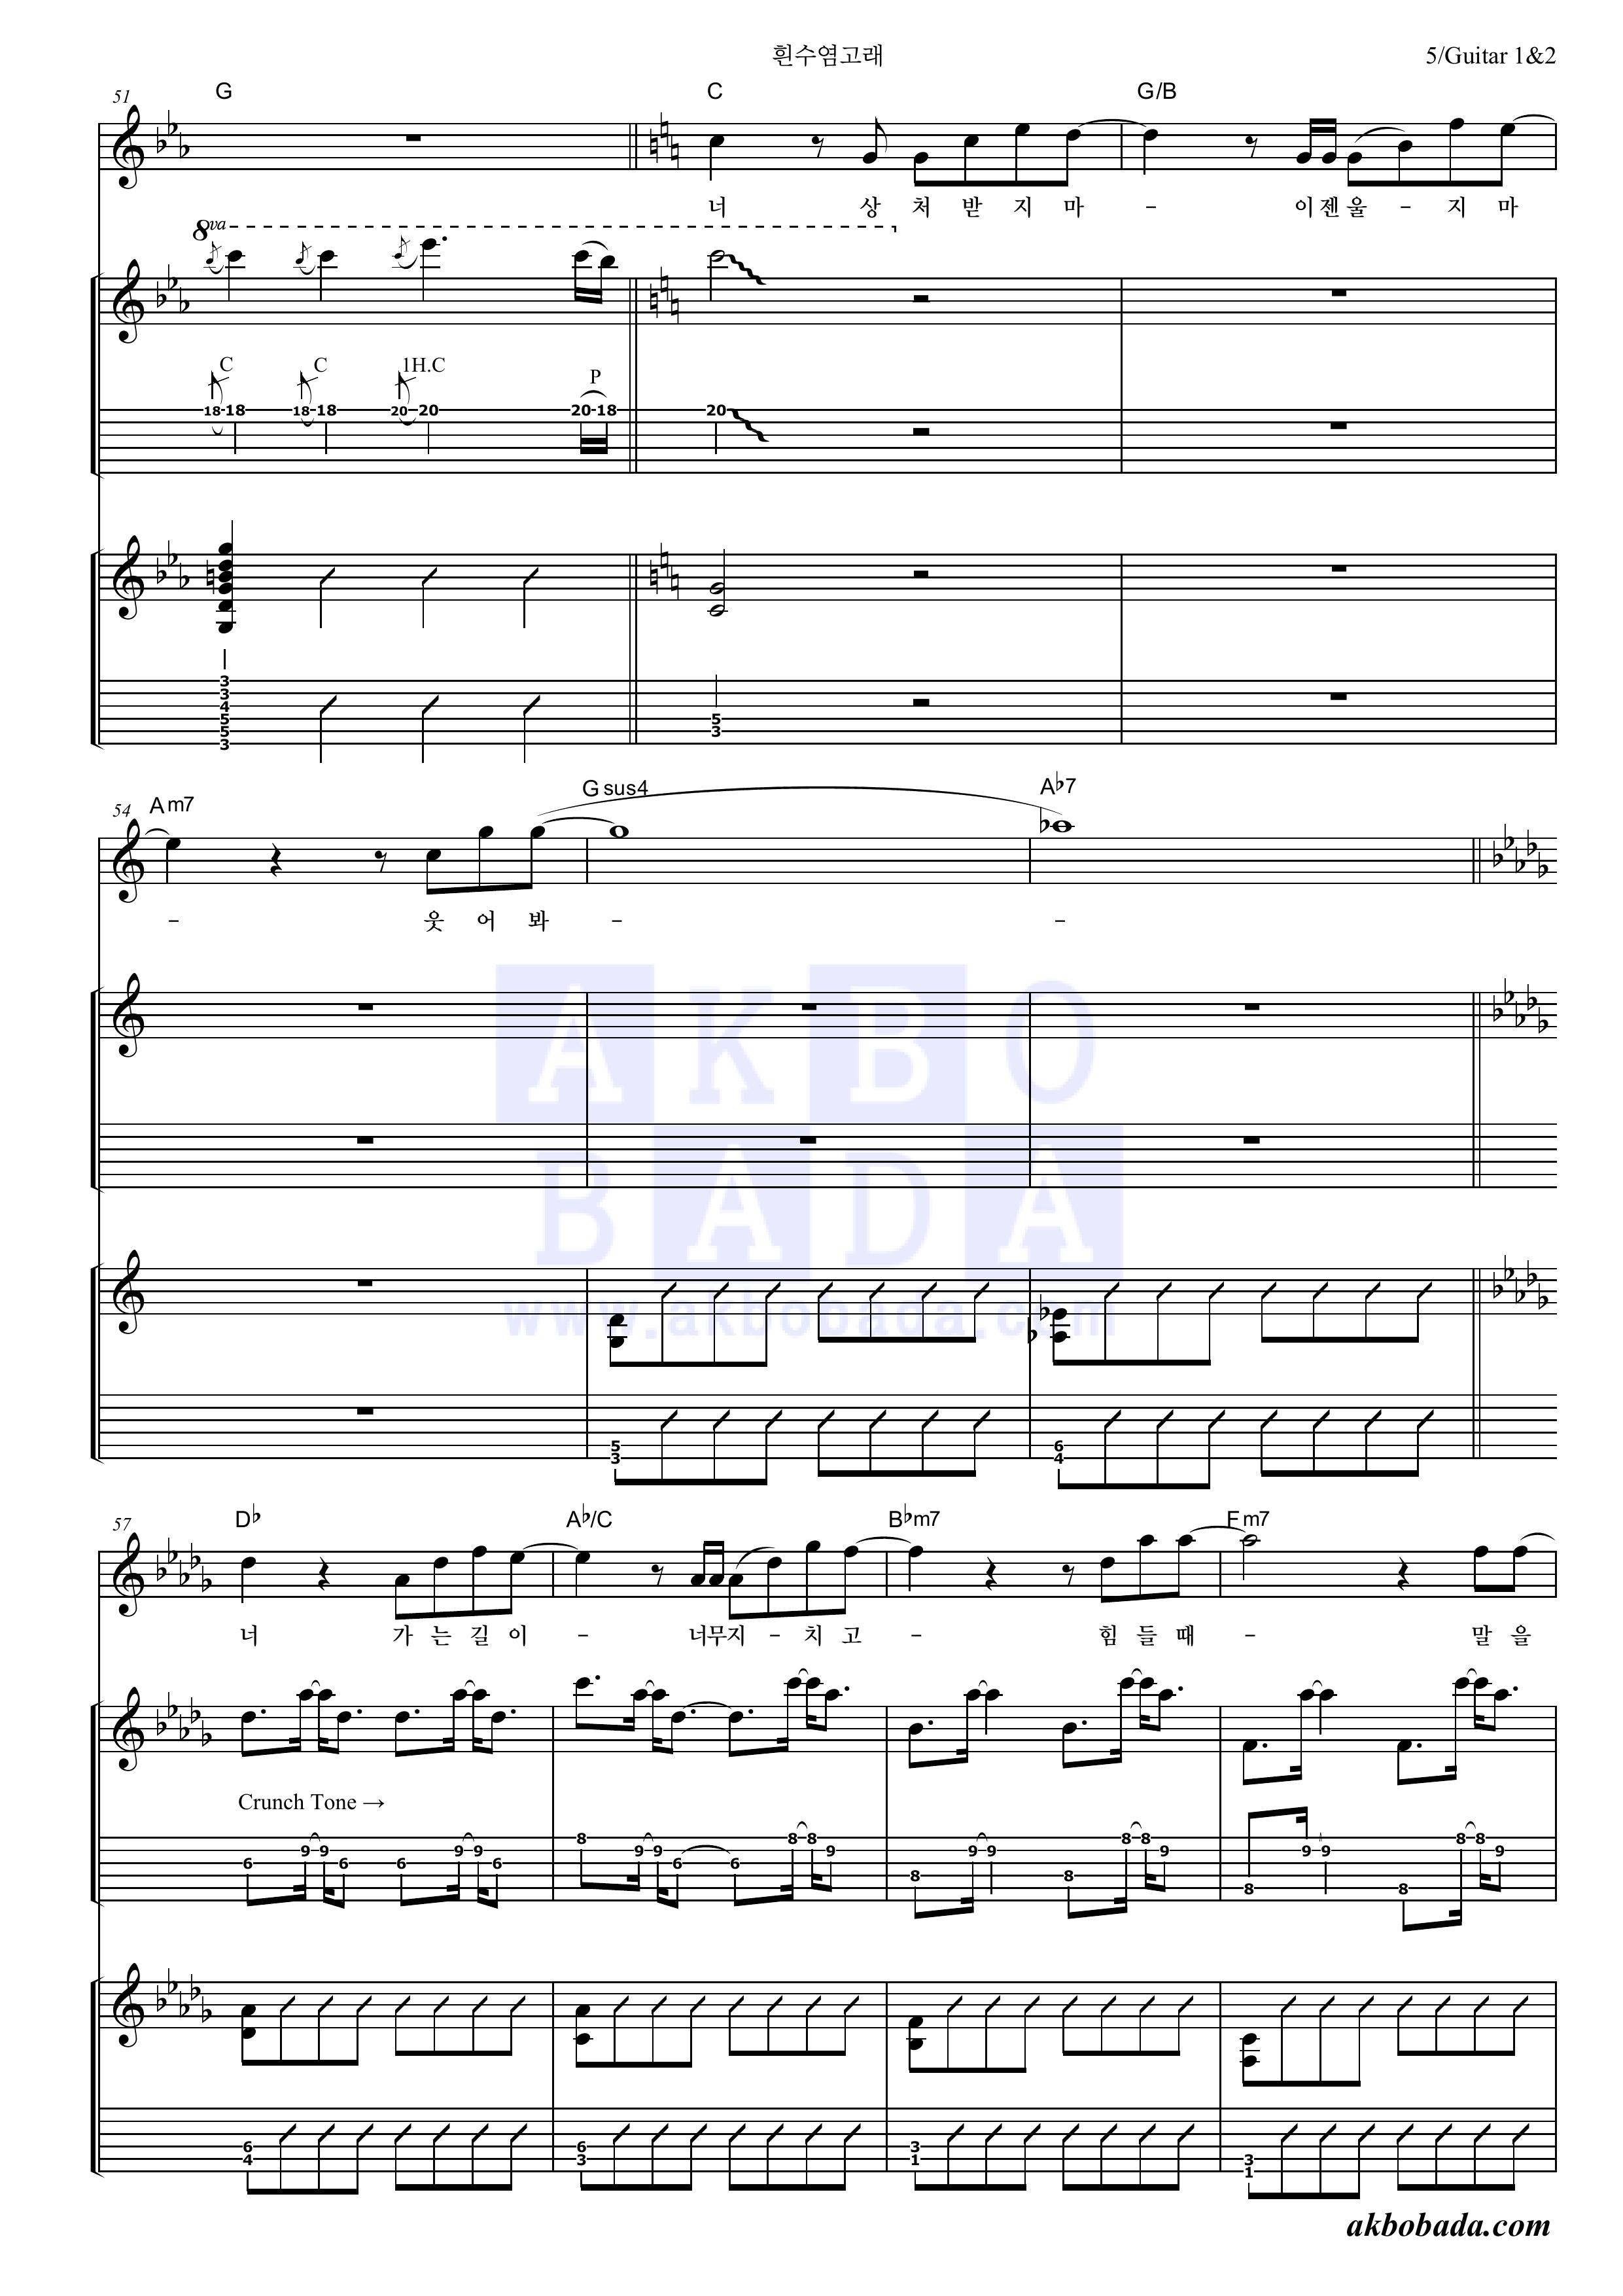 흰수염고래
5/Guitar 1&2
51
G
C
G/B
너 상 처 받 지 마 - 이 젠 울 - 지 마
8va
C C 1H.C P
18 18 18 18 20 20 20 18 20
3 5
3 3
4
5
5
3
54
Am7
Gsus4
A♭7
- 웃 어 봐 - -
AKBO
BADA
www.akbobada.com
5 6
3 4
57
D♭
A♭/C
B♭m7
Fm7
너 가 는 길 이 - 너 무 지 - 치 고 - 힘 들 때 - 말 을
Crunch Tone →
6 9 9 6 6 9 9 6 8 9 9 6 6 8 8 9 8 9 9 8 8 8 9 8 9 9 8 8 8 9
6 6 3 3
4 3 1 1
akbobada.com